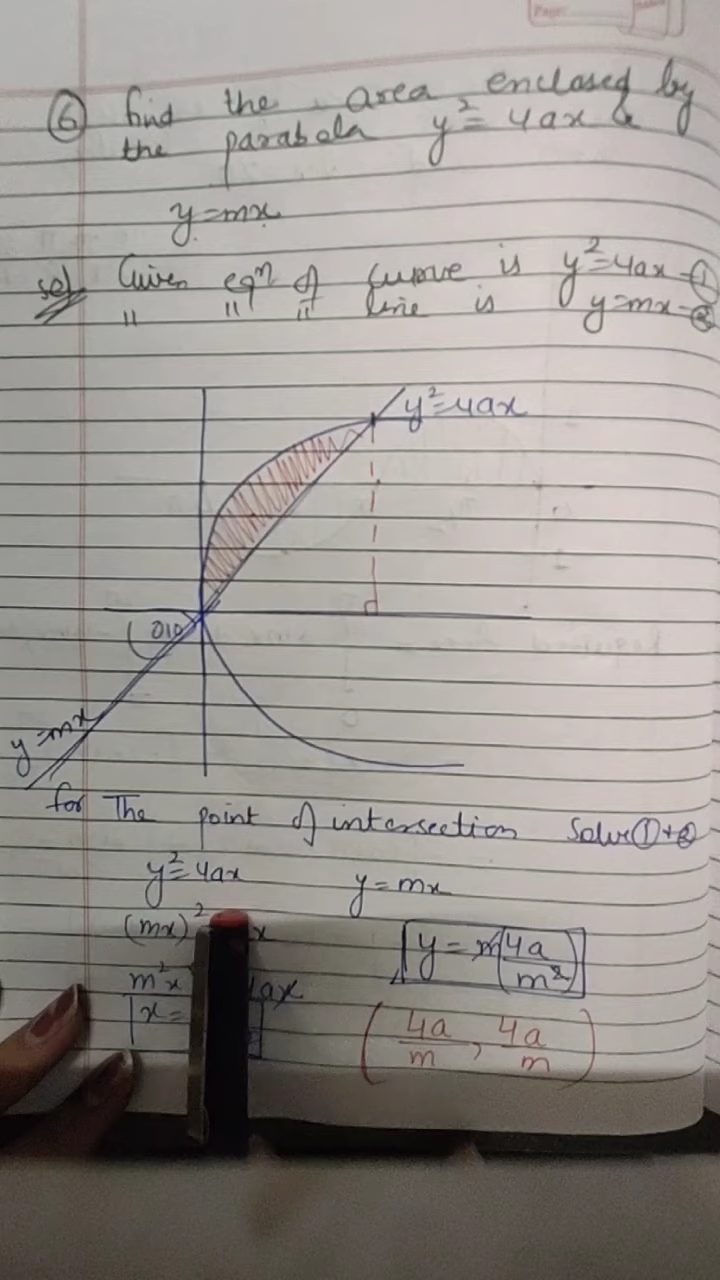 ⑥ find the area enclosed by
the parabola y² = 4ax &
y = mx
Sol. Given eqⁿ of curve is y² = 4ax -①
" " " line is y = mx -②
y² = 4ax
(0,0)
y = mx
for The point of intersection Solve ① + ②
y² = 4ax y = mx
(mx)² x
m²x ax y = m(4a/m²)
x = (4a/m, 4a/m)